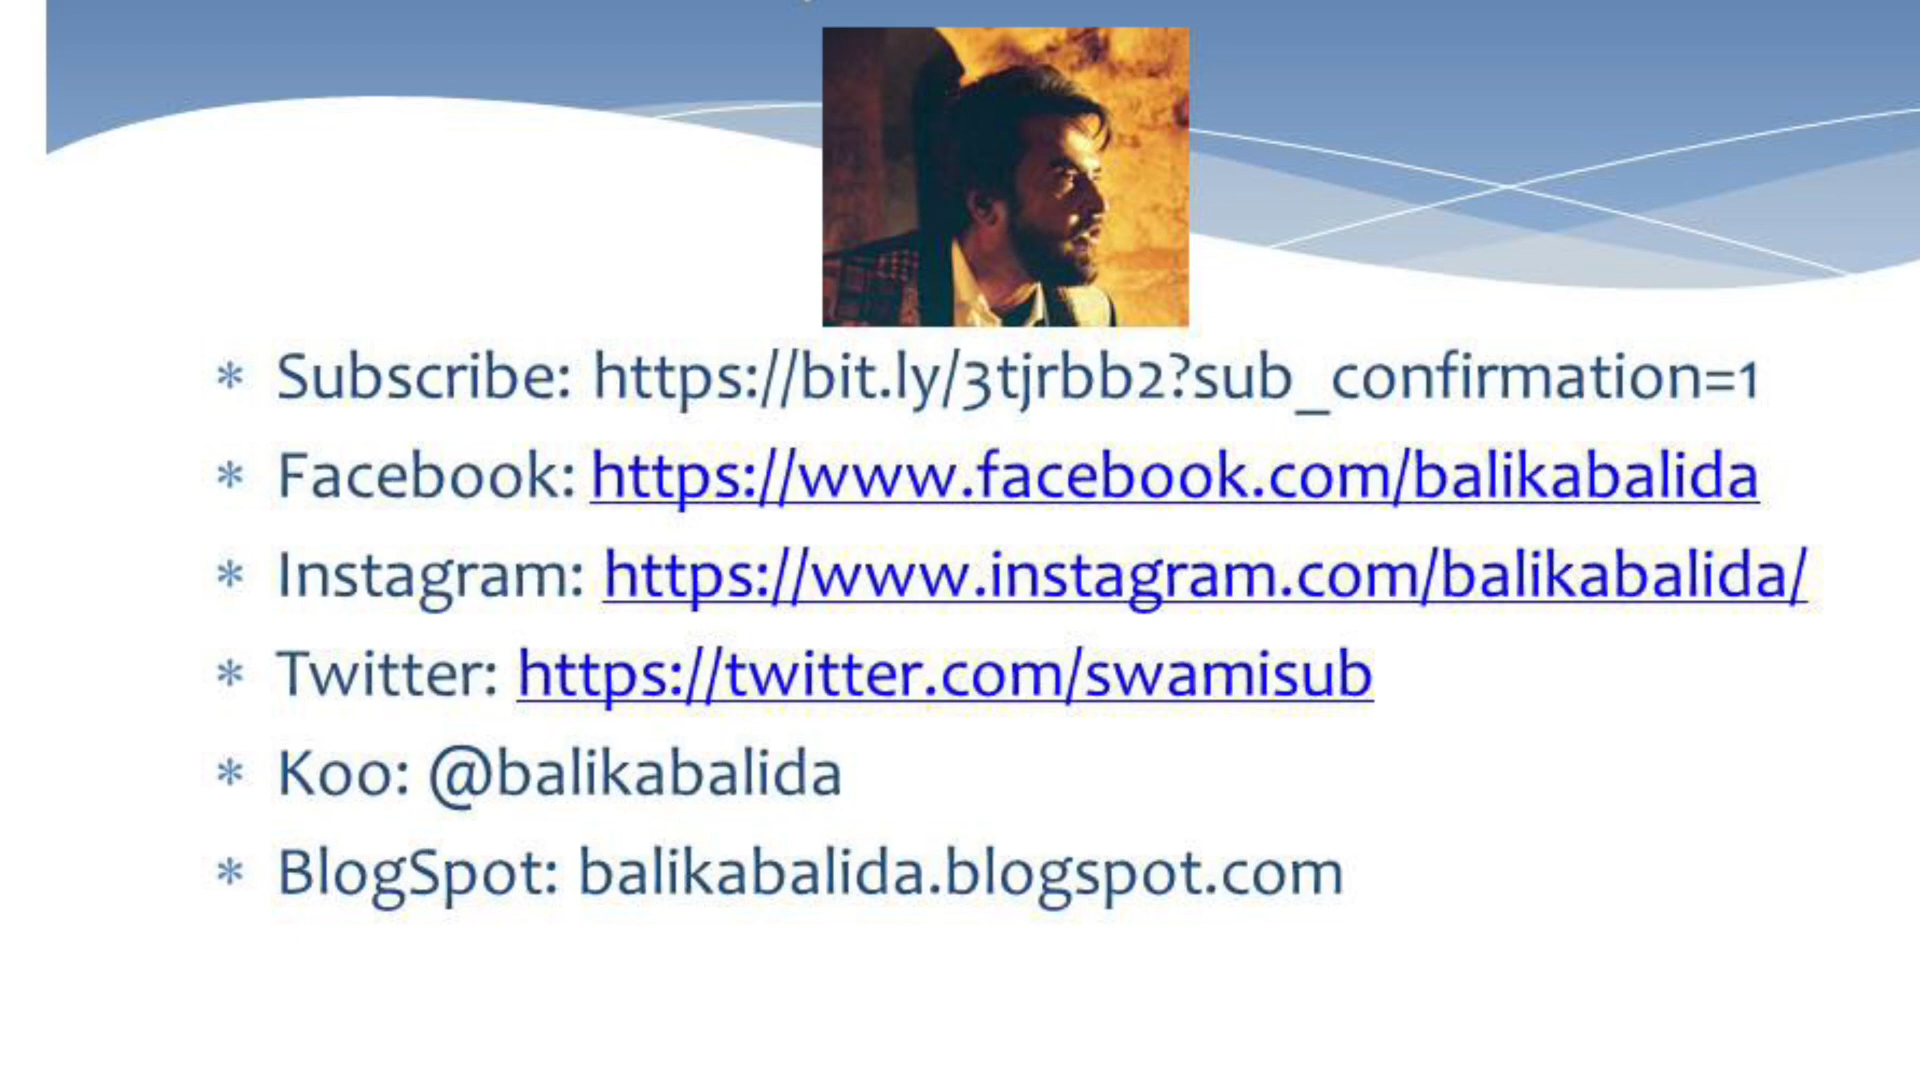 * Subscribe: https://bit.ly/3tjrbb2?sub_confirmation=1
* Facebook: https://www.facebook.com/balikabalida
* Instagram: https://www.instagram.com/balikabalida/
* Twitter: https://twitter.com/swamisub
* Koo: @balikabalida
* BlogSpot: balikabalida.blogspot.com